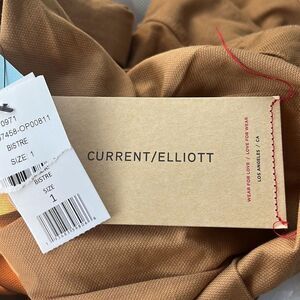 0971
7458-OP00811
BISTRE
SIZE: 1
BISTRE
SIZE
1
CURRENT/ELLIOTT
WEAR FOR LOVE / LOVE FOR WEAR
LOS ANGELES / CA